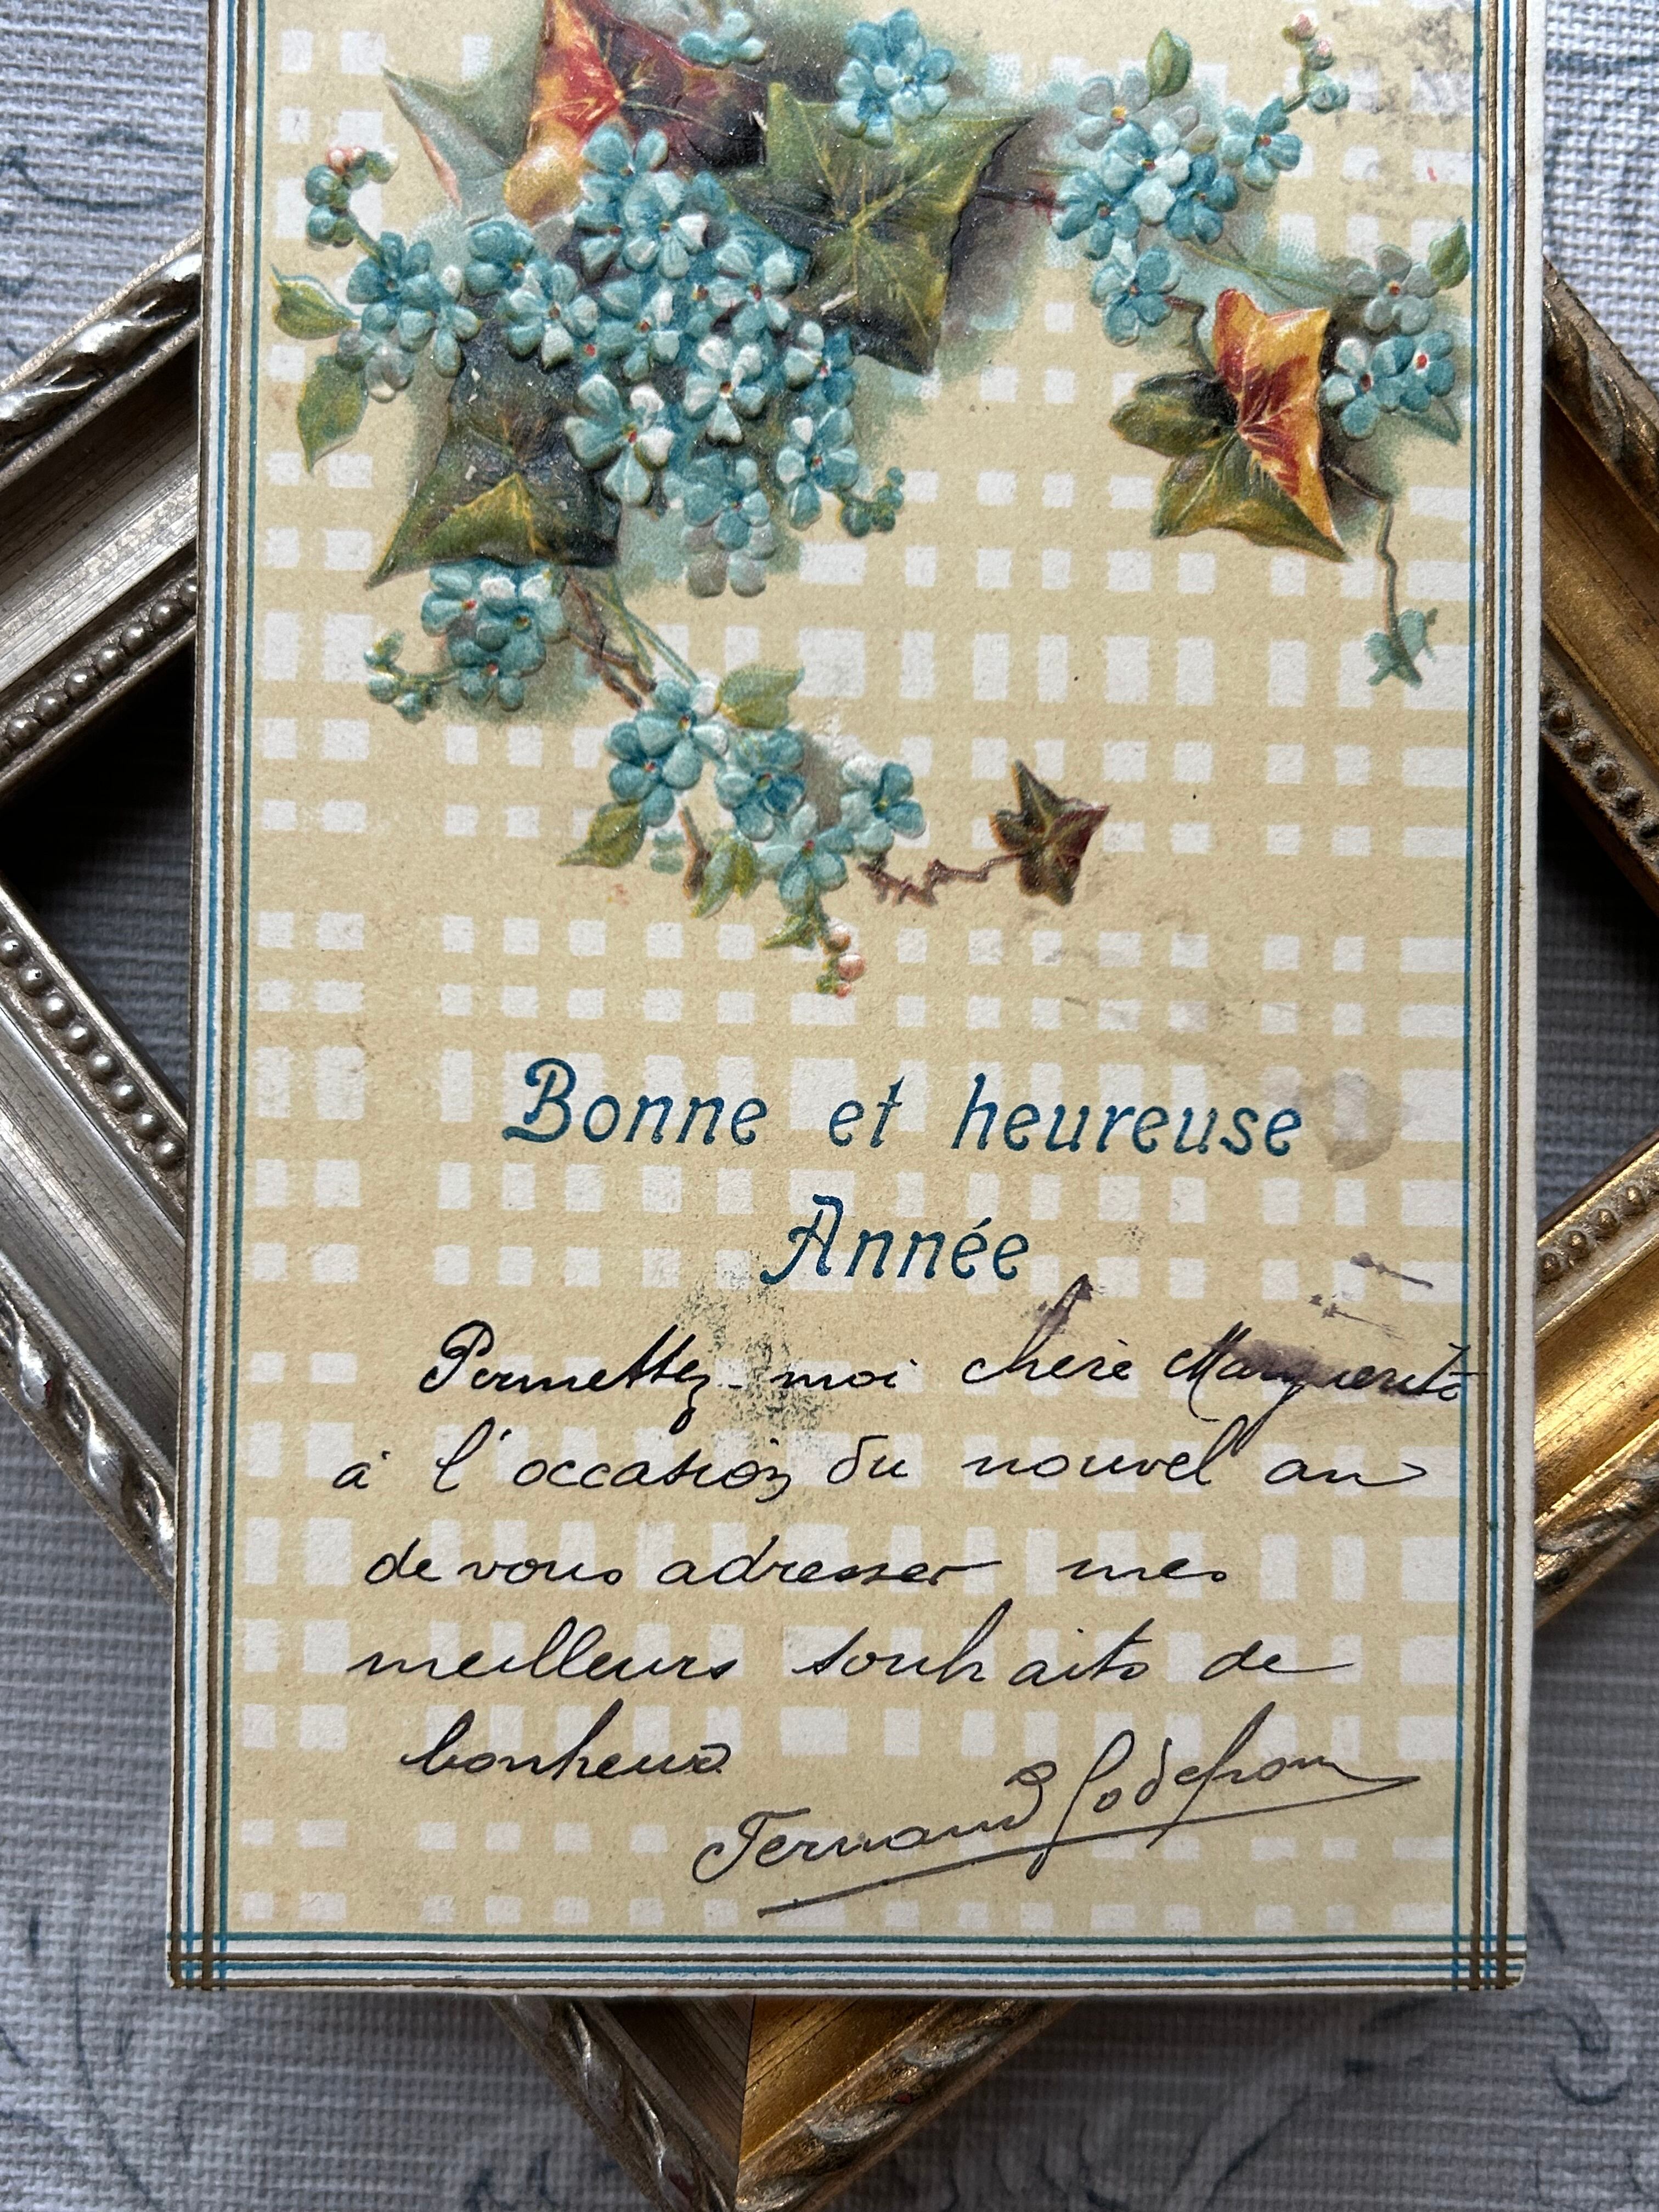 Bonne et heureuse
Année
Permettez-moi chère Marguerite
à l'occasion du nouvel an
de vous adresser mes
meilleurs souhaits de
bonheur
Fernand